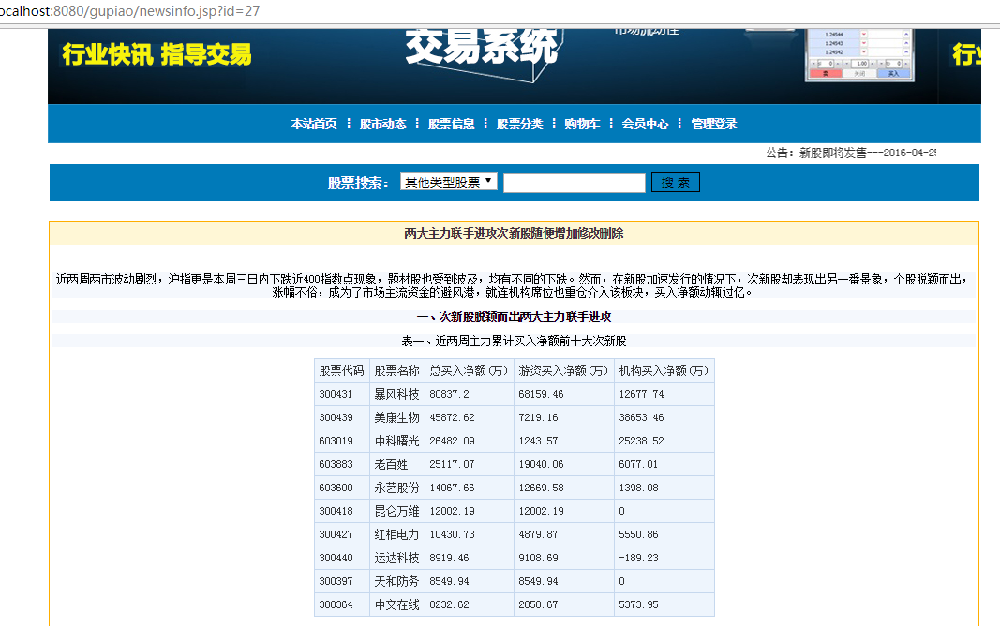 ocalhost:8080/gupiao/newsinfo.jsp?id=27
行业快讯 指导交易
交易系统
市场流动性
1.24544
1.24543
1.24542
1.00
卖 关闭 买入
本站首页 ┆ 股市动态 ┆ 股票信息 ┆ 股票分类 ┆ 购物车 ┆ 会员中心 ┆ 管理登录
公告：新股即将发售---2016-04-25
股票搜索： 其他类型股票 搜 索
两大主力联手进攻次新股随便增加修改删除
近两周两市波动剧烈，沪指更是本周三日内下跌近400指数点现象，题材股也受到波及，均有不同的下跌。然而，在新股加速发行的情况下，次新股却表现出另一番景象，个股脱颖而出，
涨幅不俗，成为了市场主流资金的避风港，就连机构席位也重仓介入该板块，买入净额动辄过亿。
一、次新股脱颖而出两大主力联手进攻
表一、近两周主力累计买入净额前十大次新股
股票代码 股票名称 总买入净额(万) 游资买入净额(万) 机构买入净额(万)
300431 暴风科技 80837.2 68159.46 12677.74
300439 美康生物 45872.62 7219.16 38653.46
603019 中科曙光 26482.09 1243.57 25238.52
603883 老百姓 25117.07 19040.06 6077.01
603600 永艺股份 14067.66 12669.58 1398.08
300418 昆仑万维 12002.19 12002.19 0
300427 红相电力 10430.73 4879.87 5550.86
300440 运达科技 8919.46 9108.69 -189.23
300397 天和防务 8549.94 8549.94 0
300364 中文在线 8232.62 2858.67 5373.95